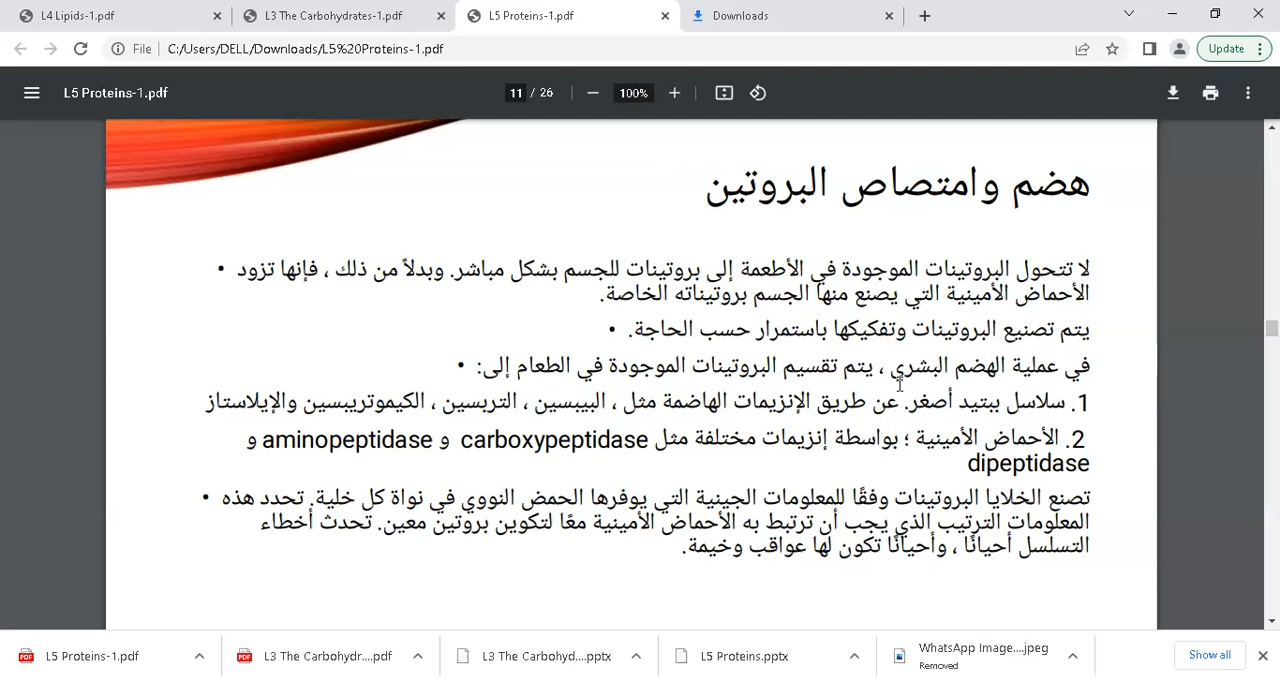 L4 Lipids-1.pdf
L3 The Carbohydrates-1.pdf
L5 Proteins-1.pdf
Downloads
File
C:/Users/DELL/Downloads/L5%20Proteins-1.pdf
Update
L5 Proteins-1.pdf
11 / 26
100%
هضم وامتصاص البروتين
لا تتحول البروتينات الموجودة في الأطعمة إلى بروتينات للجسم بشكل مباشر. وبدلاً من ذلك ، فإنها تزود •
الأحماض الأمينية التي يصنع منها الجسم بروتيناته الخاصة.
يتم تصنيع البروتينات وتفكيكها باستمرار حسب الحاجة. •
في عملية الهضم البشري ، يتم تقسيم البروتينات الموجودة في الطعام إلى: •
1. سلاسل ببتيد أصغر. عن طريق الإنزيمات الهاضمة مثل ، البيبسين ، التربسين ، الكيموتريبسين والإيلاستاز
2. الأحماض الأمينية ؛ بواسطة إنزيمات مختلفة مثل carboxypeptidase و aminopeptidase و
dipeptidase
تصنع الخلايا البروتينات وفقًا للمعلومات الجينية التي يوفرها الحمض النووي في نواة كل خلية. تحدد هذه •
المعلومات الترتيب الذي يجب أن ترتبط به الأحماض الأمينية معًا لتكوين بروتين معين. تحدث أخطاء
التسلسل أحيانًا ، وأحيانًا تكون لها عواقب وخيمة.
L5 Proteins-1.pdf
L3 The Carbohydr....pdf
L3 The Carbohyd....pptx
L5 Proteins.pptx
WhatsApp Image....jpeg
Removed
Show all